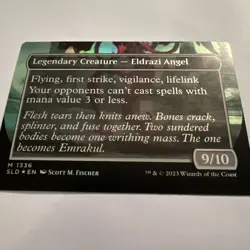 Legendary Creature — Eldrazi Angel
Flying, first strike, vigilance, lifelink
Your opponents can't cast spells with
mana value 3 or less.
Flesh tears then knits anew. Bones crack,
splinter, and fuse together. Two sundered
bodies become one writhing mass. The one
becomes Emrakul.
9/10
M 1336
SLD ★ EN Scott M. Fischer
™ & © 2023 Wizards of the Coast